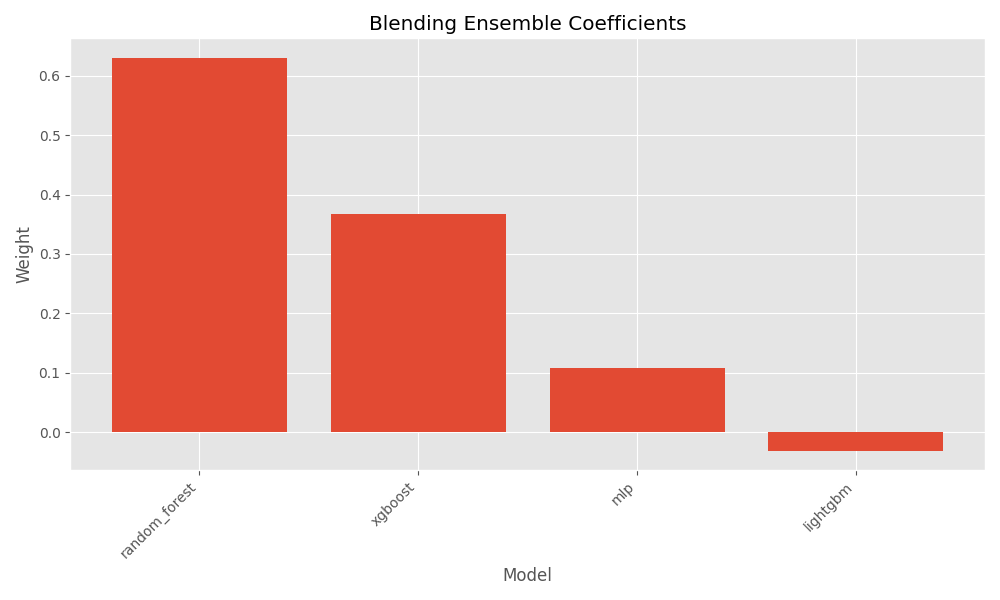 Blending Ensemble Coefficients
Weight
0.6
0.5
0.4
0.3
0.2
0.1
0.0
random_forest
xgboost
mlp
lightgbm
Model